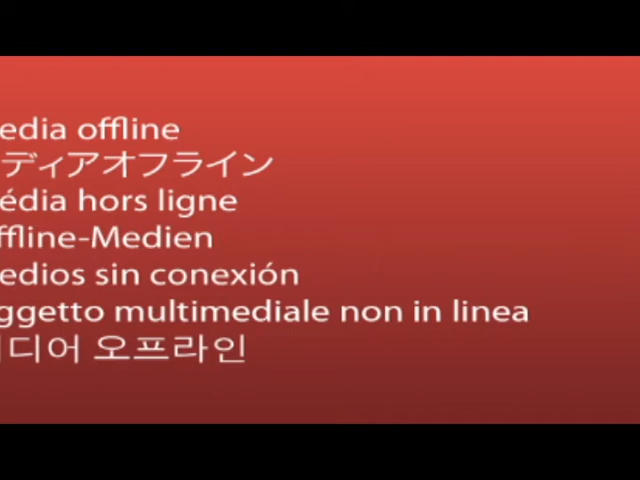 edia offline
ディアオフライン
édia hors ligne
ffline-Medien
edios sin conexión
ggetto multimediale non in linea
디어 오프라인